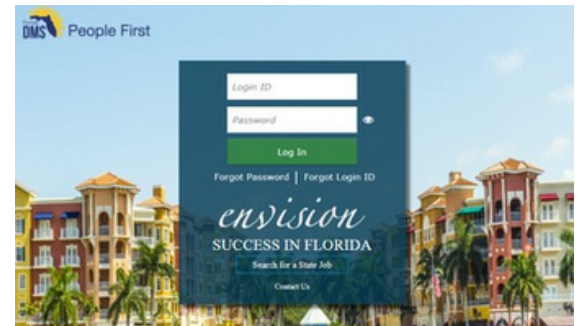 DMS People First
Login ID
Password
Log In
Forgot Password | Forgot Login ID
envision
SUCCESS IN FLORIDA
Search for a State Job
Contact Us